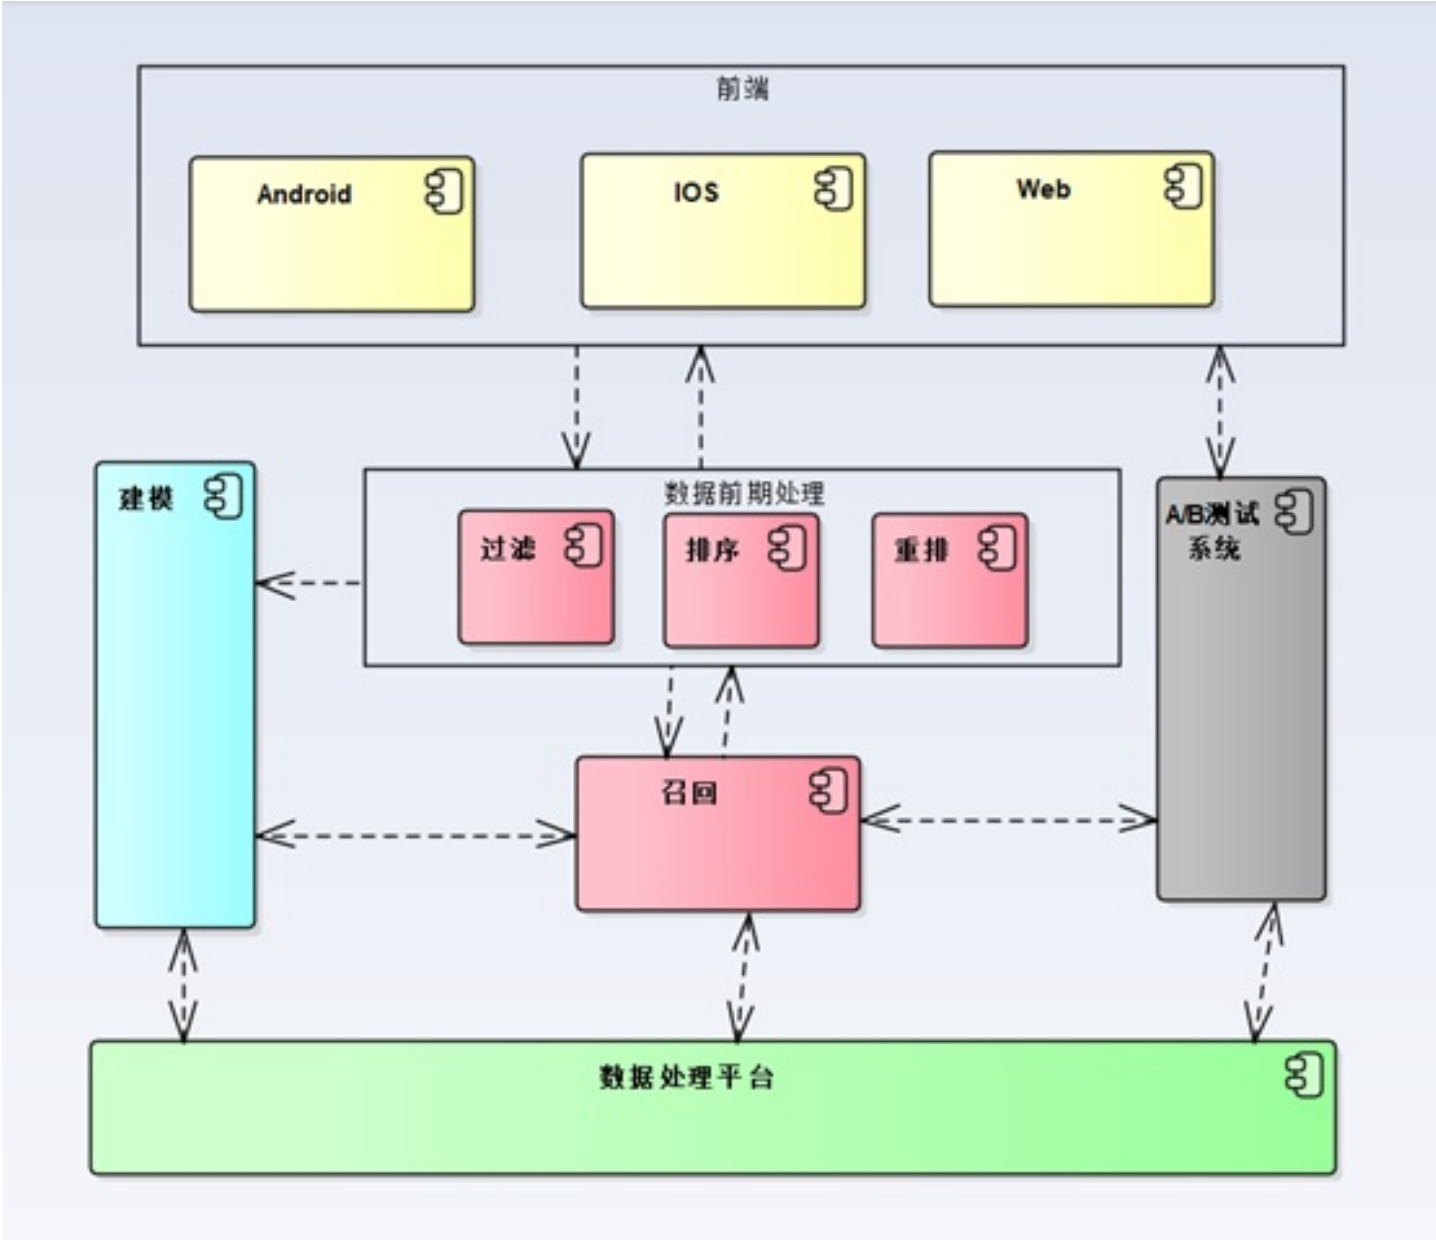 前端
Android
IOS
Web
建模
数据前期处理
过滤
排序
重排
A/B测试
系统
召回
数据处理平台